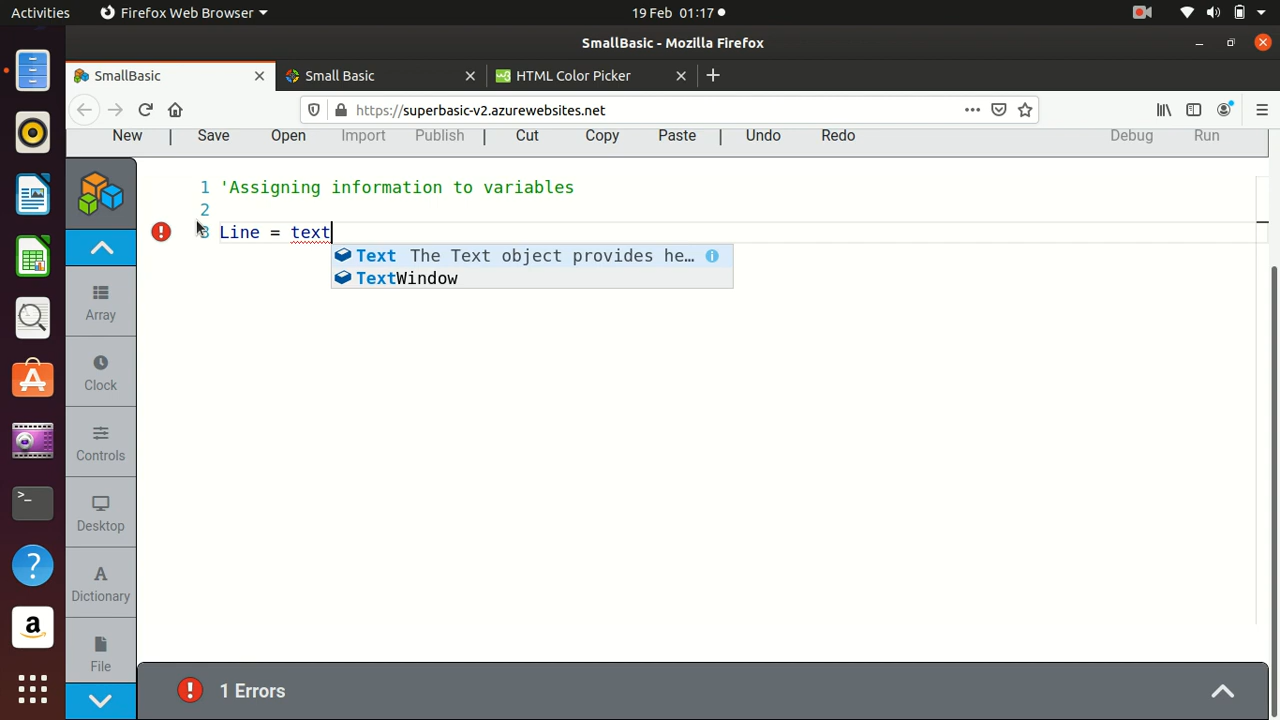 Activities
Firefox Web Browser
19 Feb 01:17
SmallBasic - Mozilla Firefox
SmallBasic
Small Basic
HTML Color Picker
https://superbasic-v2.azurewebsites.net
New | Save Open Import Publish | Cut Copy Paste | Undo Redo Debug Run
1 'Assigning information to variables
2
3 Line = text
Text The Text object provides he…
TextWindow
Array
Clock
Controls
Desktop
Dictionary
File
1 Errors